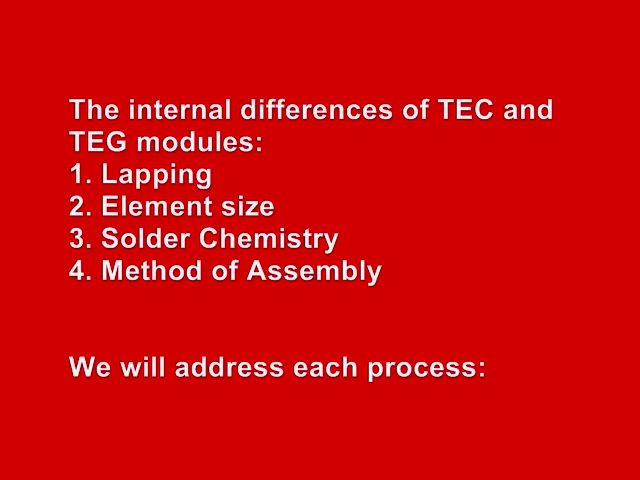 The internal differences of TEC and
TEG modules:
1. Lapping
2. Element size
3. Solder Chemistry
4. Method of Assembly
We will address each process: